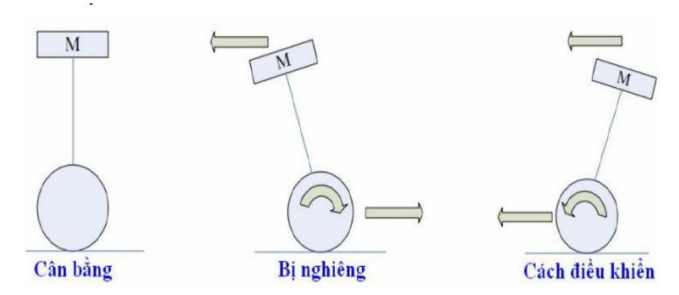 M
M
M
Cân bằng
Bị nghiêng
Cách điều khiển